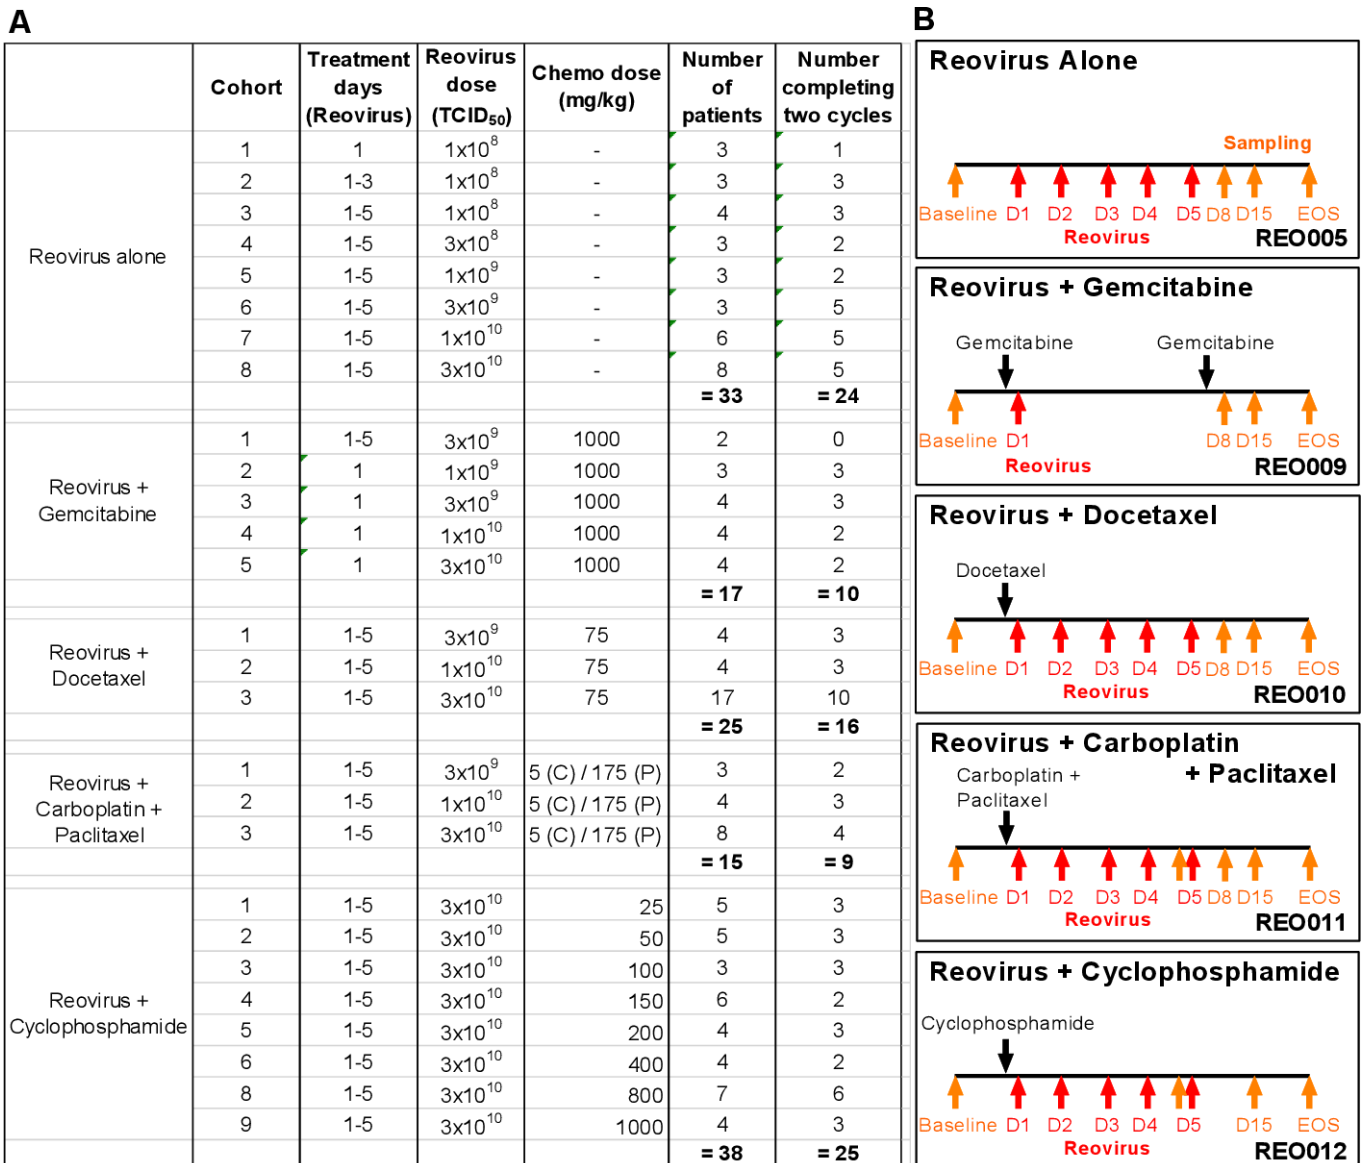 A
Cohort
Treatment days (Reovirus)
Reovirus dose (TCID50)
Chemo dose (mg/kg)
Number of patients
Number completing two cycles
Reovirus alone
1 1 1x10^8 - 3 1
2 1-3 1x10^8 - 3 3
3 1-5 1x10^8 - 4 3
4 1-5 3x10^8 - 3 2
5 1-5 1x10^9 - 3 2
6 1-5 3x10^9 - 3 5
7 1-5 1x10^10 - 6 5
8 1-5 3x10^10 - 8 5
= 33 = 24
Reovirus +
Gemcitabine
1 1-5 3x10^9 1000 2 0
2 1 1x10^9 1000 3 3
3 1 3x10^9 1000 4 3
4 1 1x10^10 1000 4 2
5 1 3x10^10 1000 4 2
= 17 = 10
Reovirus +
Docetaxel
1 1-5 3x10^9 75 4 3
2 1-5 1x10^10 75 4 3
3 1-5 3x10^10 75 17 10
= 25 = 16
Reovirus +
Carboplatin +
Paclitaxel
1 1-5 3x10^9 5 (C) / 175 (P) 3 2
2 1-5 1x10^10 5 (C) / 175 (P) 4 3
3 1-5 3x10^10 5 (C) / 175 (P) 8 4
= 15 = 9
Reovirus +
Cyclophosphamide
1 1-5 3x10^10 25 5 3
2 1-5 3x10^10 50 5 3
3 1-5 3x10^10 100 3 3
4 1-5 3x10^10 150 6 2
5 1-5 3x10^10 200 4 3
6 1-5 3x10^10 400 4 2
8 1-5 3x10^10 800 7 6
9 1-5 3x10^10 1000 4 3
= 38 = 25
B
Reovirus Alone
Sampling
Baseline D1 D2 D3 D4 D5 D8 D15 EOS
Reovirus
REO005
Reovirus + Gemcitabine
Gemcitabine Gemcitabine
Baseline D1 D8 D15 EOS
Reovirus
REO009
Reovirus + Docetaxel
Docetaxel
Baseline D1 D2 D3 D4 D5 D8 D15 EOS
Reovirus
REO010
Reovirus + Carboplatin
+ Paclitaxel
Carboplatin +
Paclitaxel
Baseline D1 D2 D3 D4 D5 D8 D15 EOS
Reovirus
REO011
Reovirus + Cyclophosphamide
Cyclophosphamide
Baseline D1 D2 D3 D4 D5 D15 EOS
Reovirus
REO012